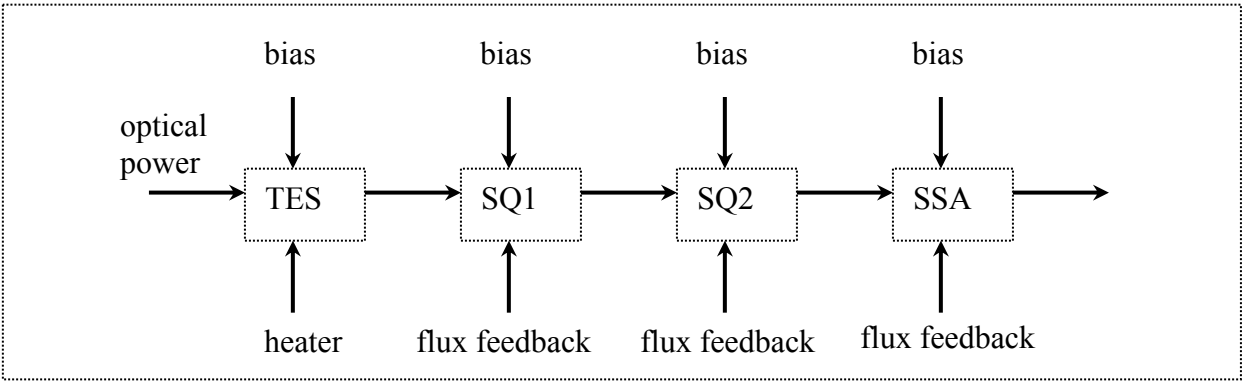 bias bias bias bias
optical
power
TES SQ1 SQ2 SSA
heater flux feedback flux feedback flux feedback